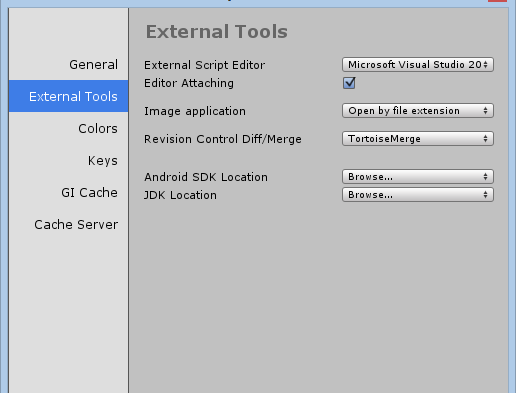 External Tools
General
External Tools
Colors
Keys
GI Cache
Cache Server
External Script Editor Microsoft Visual Studio 20
Editor Attaching
Image application Open by file extension
Revision Control Diff/Merge TortoiseMerge
Android SDK Location Browse...
JDK Location Browse...